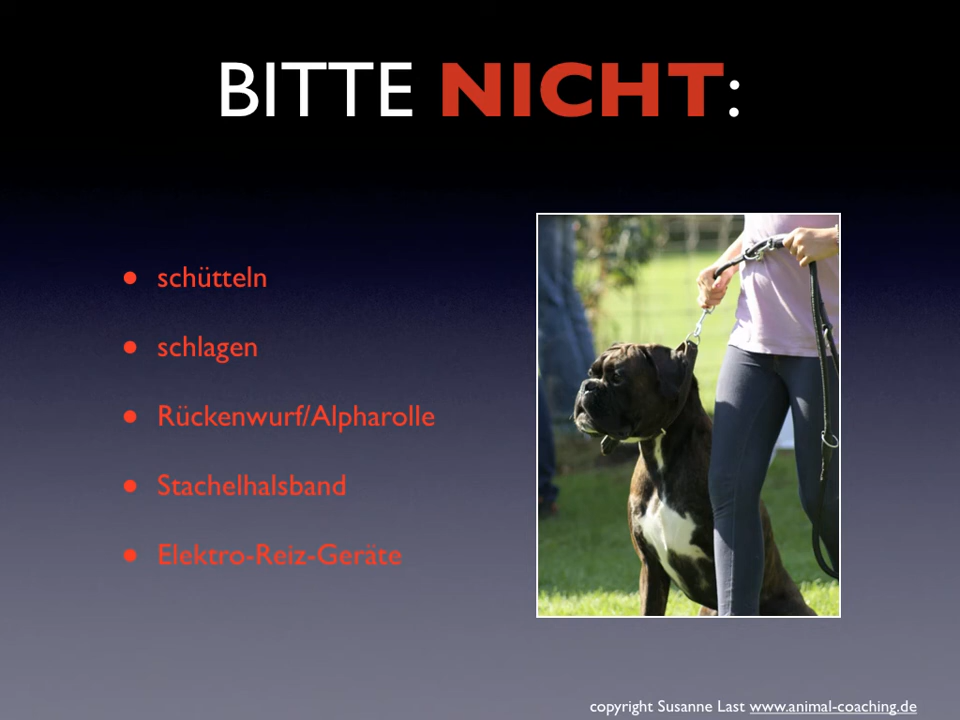 BITTE NICHT:
• schütteln
• schlagen
• Rückenwurf/Alpharolle
• Stachelhalsband
• Elektro-Reiz-Geräte
copyright Susanne Last www.animal-coaching.de